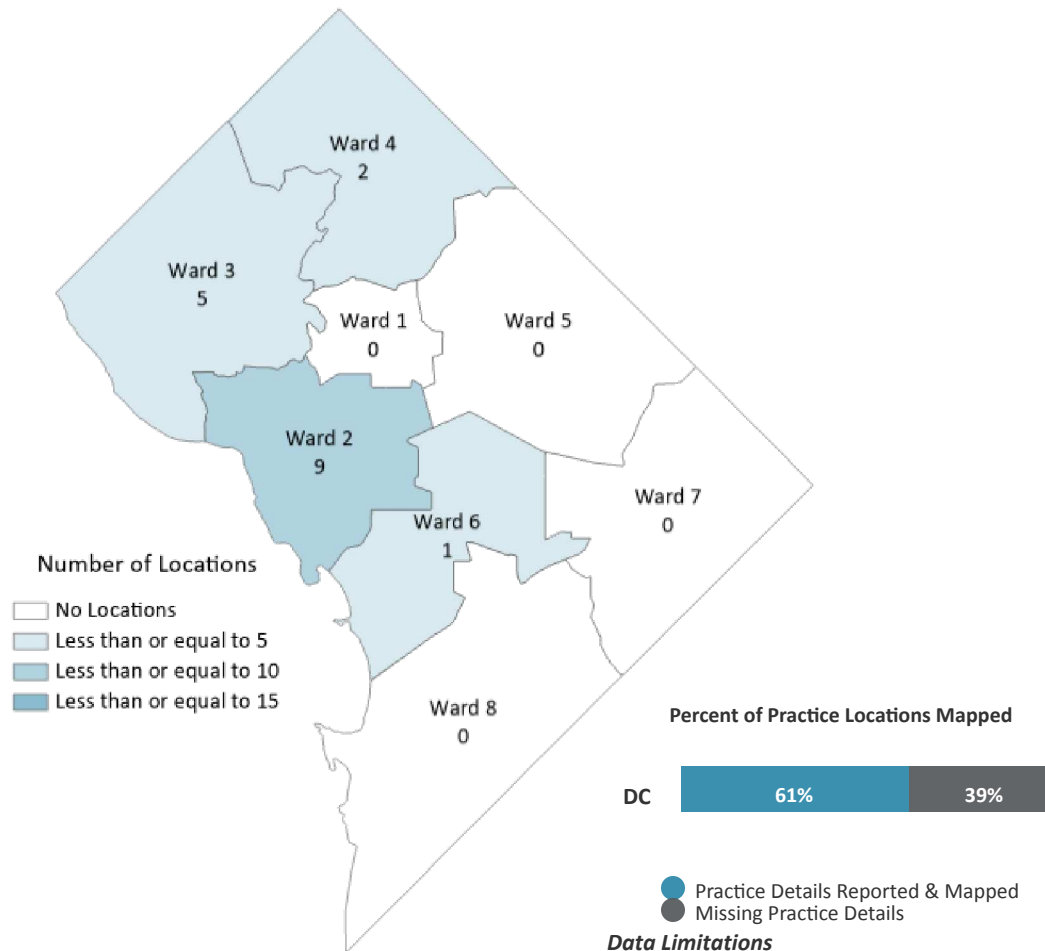 Ward 4
2
Ward 3
5
Ward 1
0
Ward 5
0
Ward 2
9
Ward 7
0
Ward 6
1
Number of Locations
No Locations
Less than or equal to 5
Less than or equal to 10
Less than or equal to 15
Ward 8
0
Percent of Practice Locations Mapped
DC 61% 39%
Practice Details Reported & Mapped
Missing Practice Details
Data Limitations